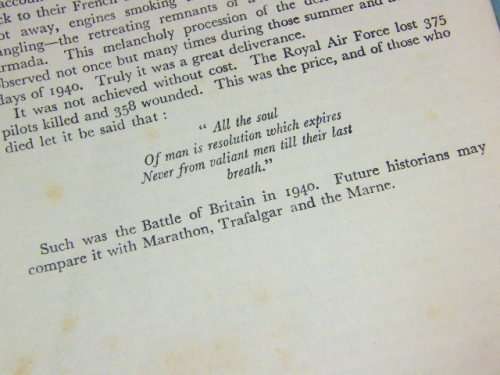 ck to their French
ot away, engines smoking
angling—the retreating remnants of a
rmada. This melancholy procession of the
observed not once but many times during those summer and
days of 1940. Truly it was a great deliverance.
It was not achieved without cost. The Royal Air Force lost 375
pilots killed and 358 wounded. This was the price, and of those who
died let it be said that :
“ All the soul
Of man is resolution which expires
Never from valiant men till their last
breath.”
Such was the Battle of Britain in 1940. Future historians may
compare it with Marathon, Trafalgar and the Marne.